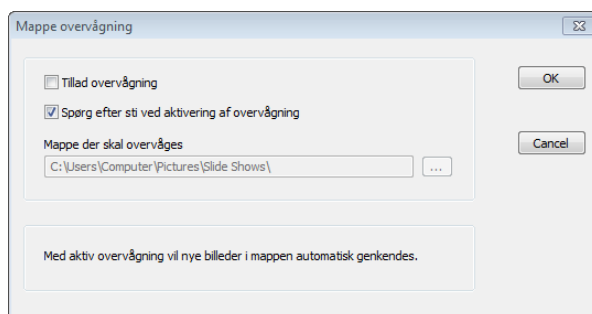 Mappe overvågning
Tillad overvågning
OK
Spørg efter sti ved aktivering af overvågning
Mappe der skal overvåges
Cancel
C:\Users\Computer\Pictures\Slide Shows\
...
Med aktiv overvågning vil nye billeder i mappen automatisk genkendes.